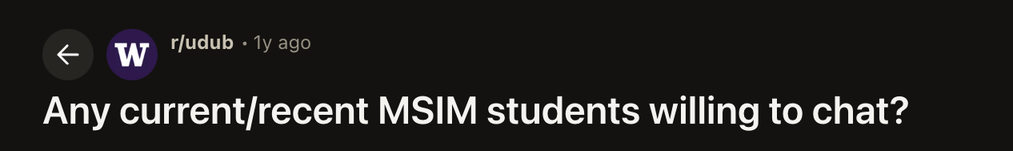 W
r/udub • 1y ago
Any current/recent MSIM students willing to chat?